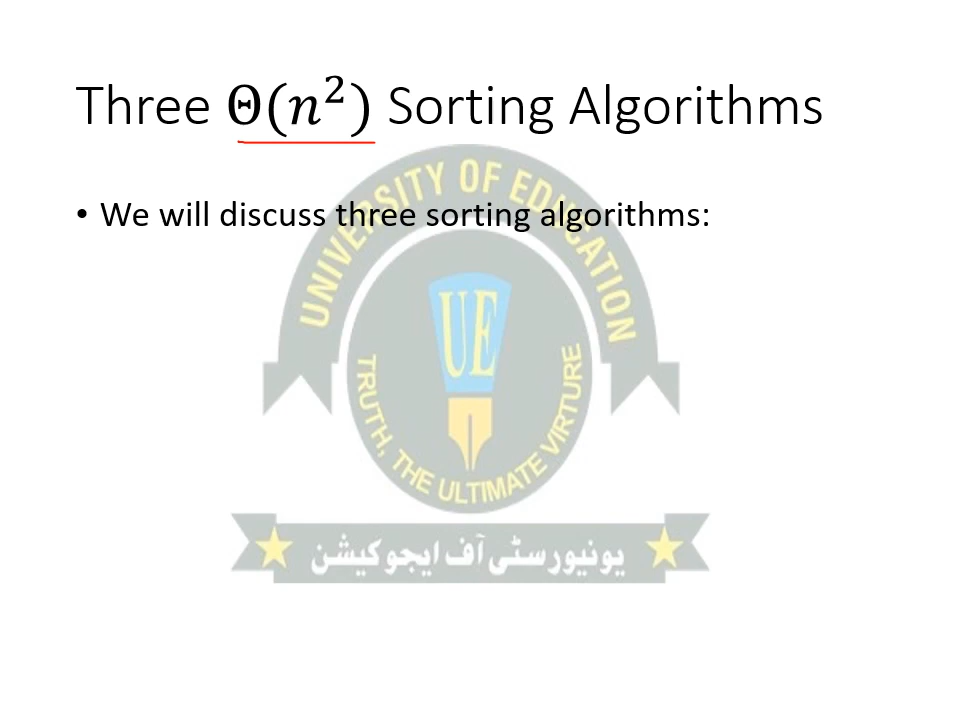 Three Θ(𝑛²) Sorting Algorithms
• We will discuss three sorting algorithms:
UNIVERSITY OF EDUCATION
UE
TRUTH, THE ULTIMATE VIRTURE
یونیورسٹی آف ایجوکیشن